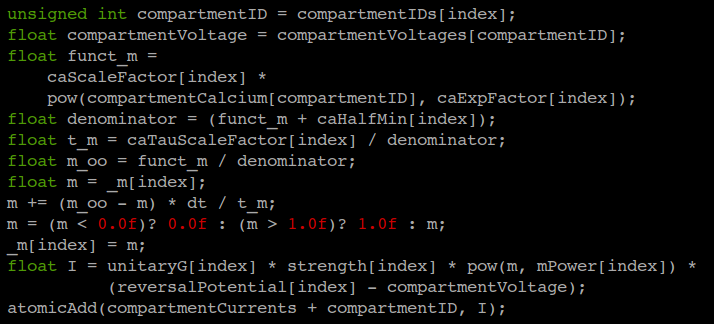 unsigned int compartmentID = compartmentIDs[index];
float compartmentVoltage = compartmentVoltages[compartmentID];
float funct_m =
    caScaleFactor[index] *
    pow(compartmentCalcium[compartmentID], caExpFactor[index]);
float denominator = (funct_m + caHalfMin[index]);
float t_m = caTauScaleFactor[index] / denominator;
float m_oo = funct_m / denominator;
float m = _m[index];
m += (m_oo - m) * dt / t_m;
m = (m < 0.0f)? 0.0f : (m > 1.0f)? 1.0f : m;
_m[index] = m;
float I = unitaryG[index] * strength[index] * pow(m, mPower[index]) *
          (reversalPotential[index] - compartmentVoltage);
atomicAdd(compartmentCurrents + compartmentID, I);